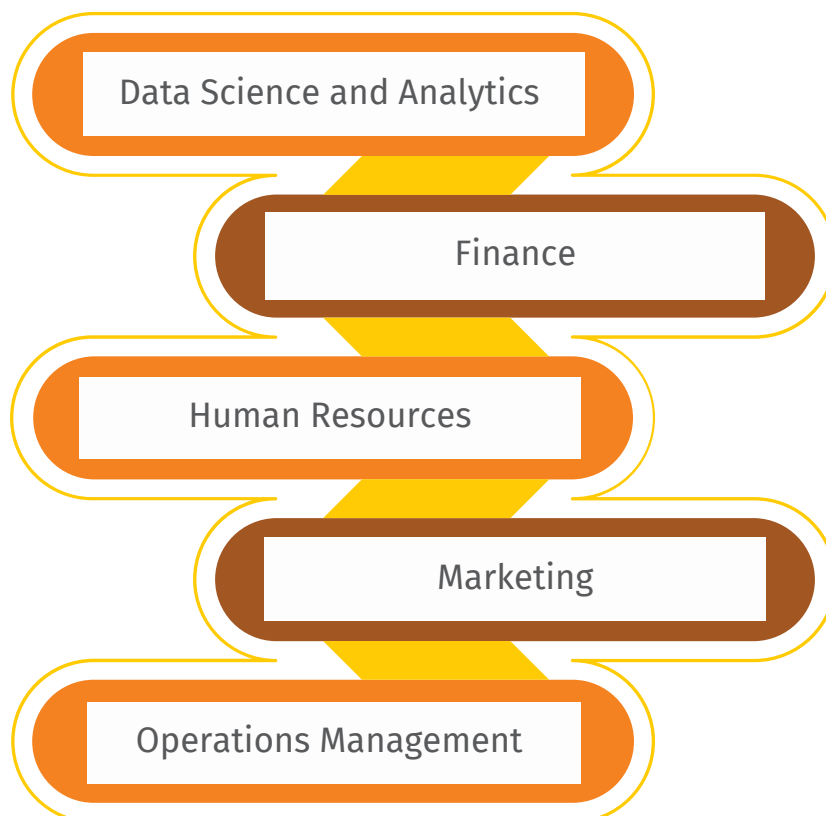 Data Science and Analytics
Finance
Human Resources
Marketing
Operations Management